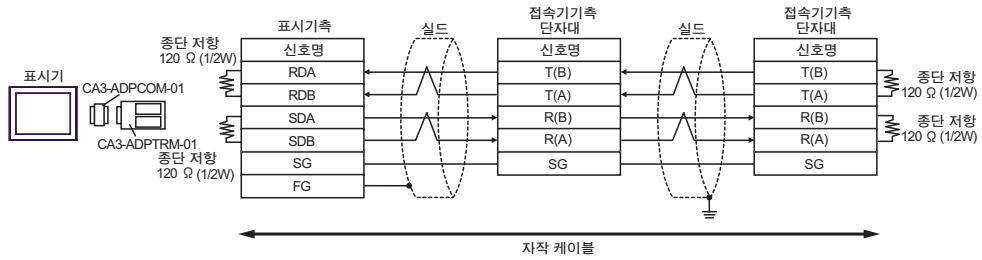 표시기
CA3-ADPCOM-01
CA3-ADPTRM-01
종단 저항
120 Ω (1/2W)
종단 저항
120 Ω (1/2W)
표시기측
신호명
RDA
RDB
SDA
SDB
SG
FG
실드
접속기기측
단자대
신호명
T(B)
T(A)
R(B)
R(A)
SG
실드
접속기기측
단자대
신호명
T(B)
T(A)
R(B)
R(A)
SG
종단 저항
120 Ω (1/2W)
종단 저항
120 Ω (1/2W)
자작 케이블